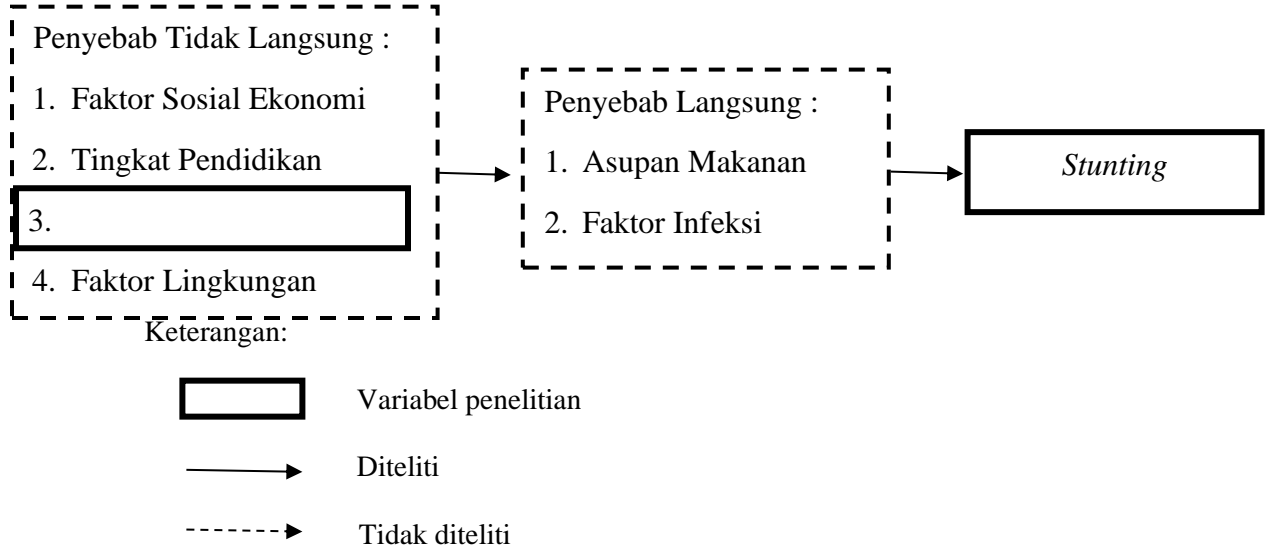 Penyebab Tidak Langsung :
1. Faktor Sosial Ekonomi
2. Tingkat Pendidikan
3.
4. Faktor Lingkungan
Penyebab Langsung :
1. Asupan Makanan
2. Faktor Infeksi
Stunting
Keterangan:
Variabel penelitian
Diteliti
Tidak diteliti